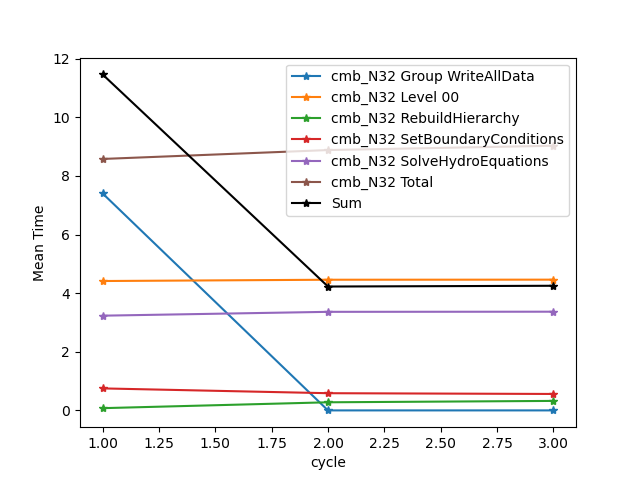 12
10
8
6
4
2
0
Mean Time
1.00 1.25 1.50 1.75 2.00 2.25 2.50 2.75 3.00
cycle
cmb_N32 Group WriteAllData
cmb_N32 Level 00
cmb_N32 RebuildHierarchy
cmb_N32 SetBoundaryConditions
cmb_N32 SolveHydroEquations
cmb_N32 Total
Sum